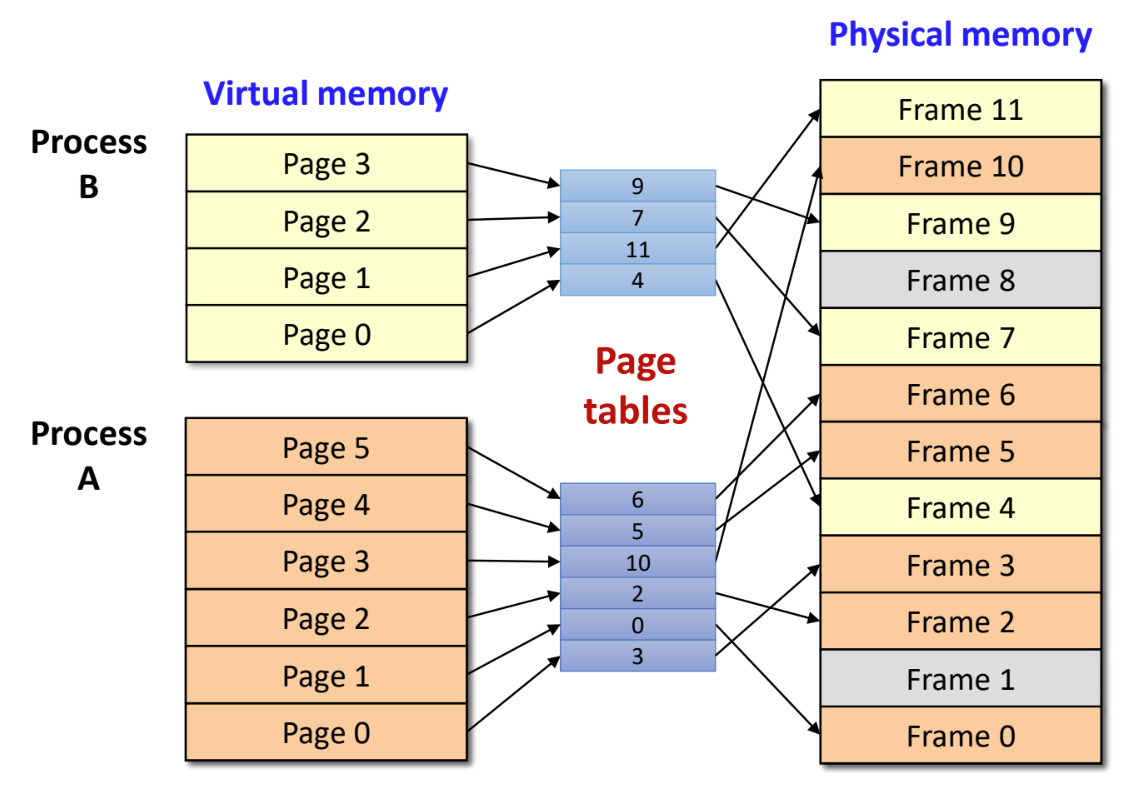 Physical memory
Virtual memory
Process
B
Page 3
Page 2
Page 1
Page 0
9
7
11
4
Page
tables
Process
A
Page 5
Page 4
Page 3
Page 2
Page 1
Page 0
6
5
10
2
0
3
Frame 11
Frame 10
Frame 9
Frame 8
Frame 7
Frame 6
Frame 5
Frame 4
Frame 3
Frame 2
Frame 1
Frame 0